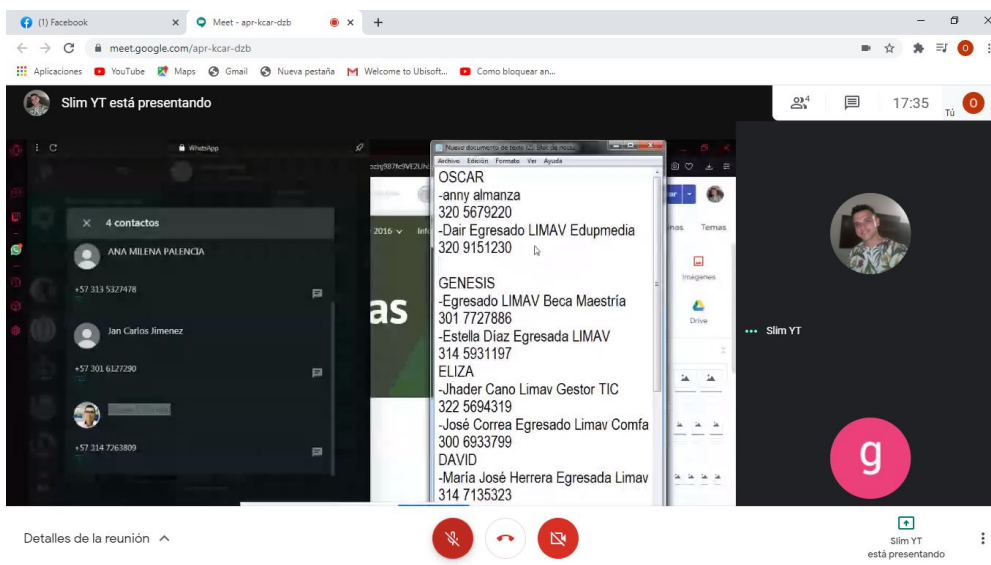 (1) Facebook
Meet - apr-kcar-dzb
meet.google.com/apr-kcar-dzb
Aplicaciones
YouTube
Maps
Gmail
Nueva pestaña
Welcome to Ubisoft...
Como bloquear an...
Slim YT está presentando
4
17:35
Tú
O
WhatsApp
4 contactos
ANA MILENA PALENCIA
+57 313 5327478
Jan Carlos Jimenez
+57 301 6127290
+57 314 7263809
2016
as
Nuevo documento de texto (2): Bloc de notas
Archivo Edición Formato Ver Ayuda
OSCAR
-anny almanza
320 5679220
-Dair Egresado LIMAV Edupmedia
320 9151230
GENESIS
-Egresado LIMAV Beca Maestría
301 7727886
-Estella Díaz Egresada LIMAV
314 5931197
ELIZA
-Jhader Cano Limav Gestor TIC
322 5694319
-José Correa Egresado Limav Comfa
300 6933799
DAVID
-María José Herrera Egresada Limav
314 7135323
Temas
Imágenes
Drive
Slim YT
g
Detalles de la reunión
Slim YT
está presentando